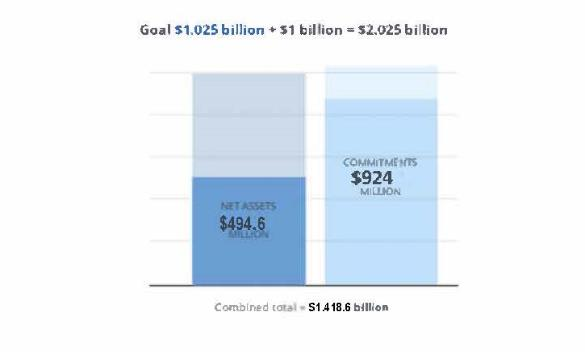 Goal $1.025 billion + $1 billion = $2.025 billion
COMMITMENTS
$924
MILLION
NET ASSETS
$494.6
MILLION
Combined total = $1.418.6 billion